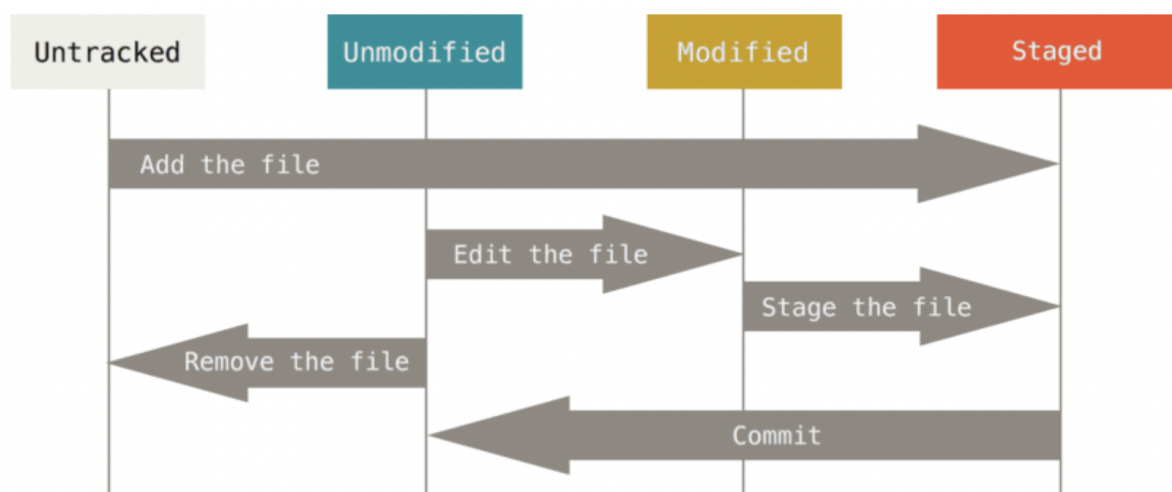 Untracked
Unmodified
Modified
Staged
Add the file
Edit the file
Stage the file
Remove the file
Commit